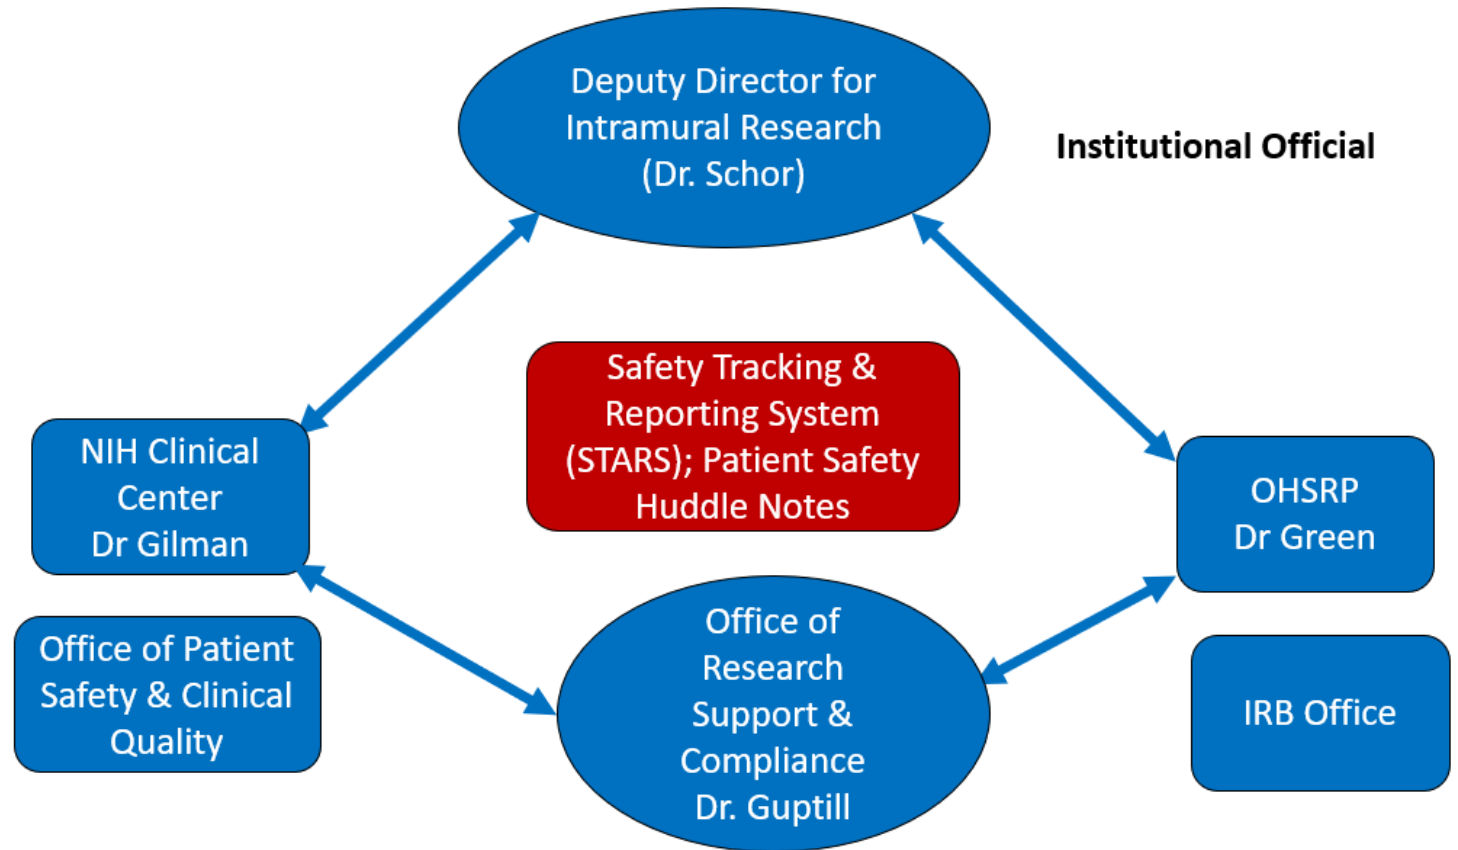 Deputy Director for
Intramural Research
(Dr. Schor)
Institutional Official
Safety Tracking &
Reporting System
(STARS); Patient Safety
Huddle Notes
NIH Clinical
Center
Dr Gilman
OHSRP
Dr Green
Office of Patient
Safety & Clinical
Quality
Office of
Research
Support &
Compliance
Dr. Guptill
IRB Office